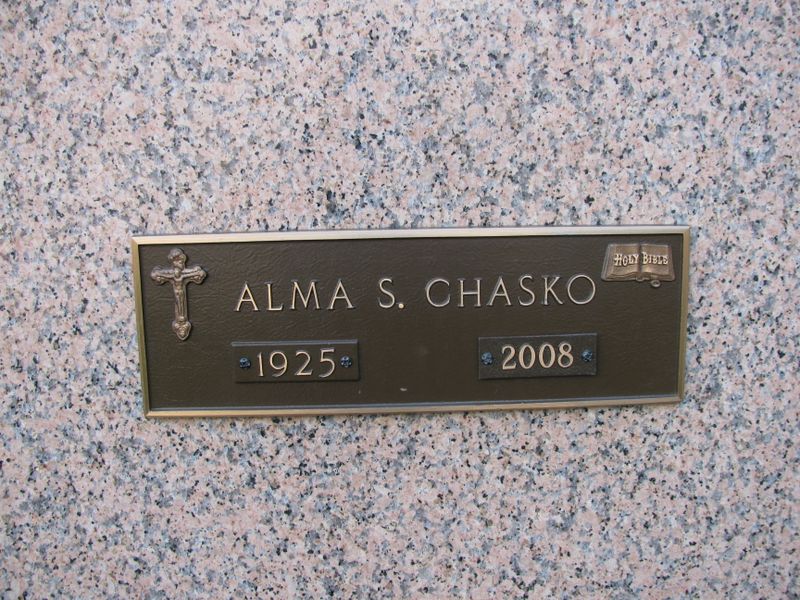 HOLY BIBLE
ALMA S. CHASKO
1925 2008